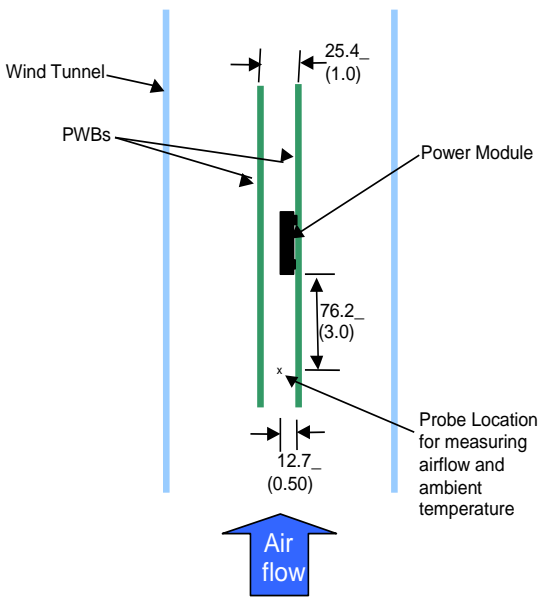 25.4_
(1.0)
Wind Tunnel
PWBs
Power Module
76.2_
(3.0)
x
Probe Location
for measuring
airflow and
ambient
temperature
12.7_
(0.50)
Air
flow